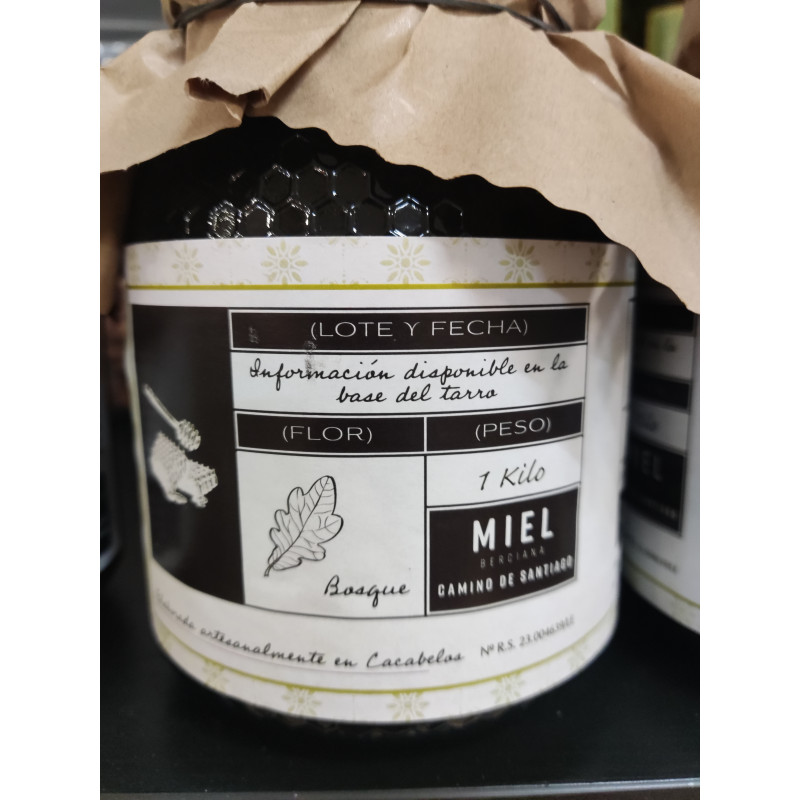 (LOTE Y FECHA)
Información disponible en la
base del tarro
(FLOR)
(PESO)
1 Kilo
Bosque
MIEL
BERCIANA
CAMINO DE SANTIAGO
artesanalmente en Cacabelos
Nº R.S.